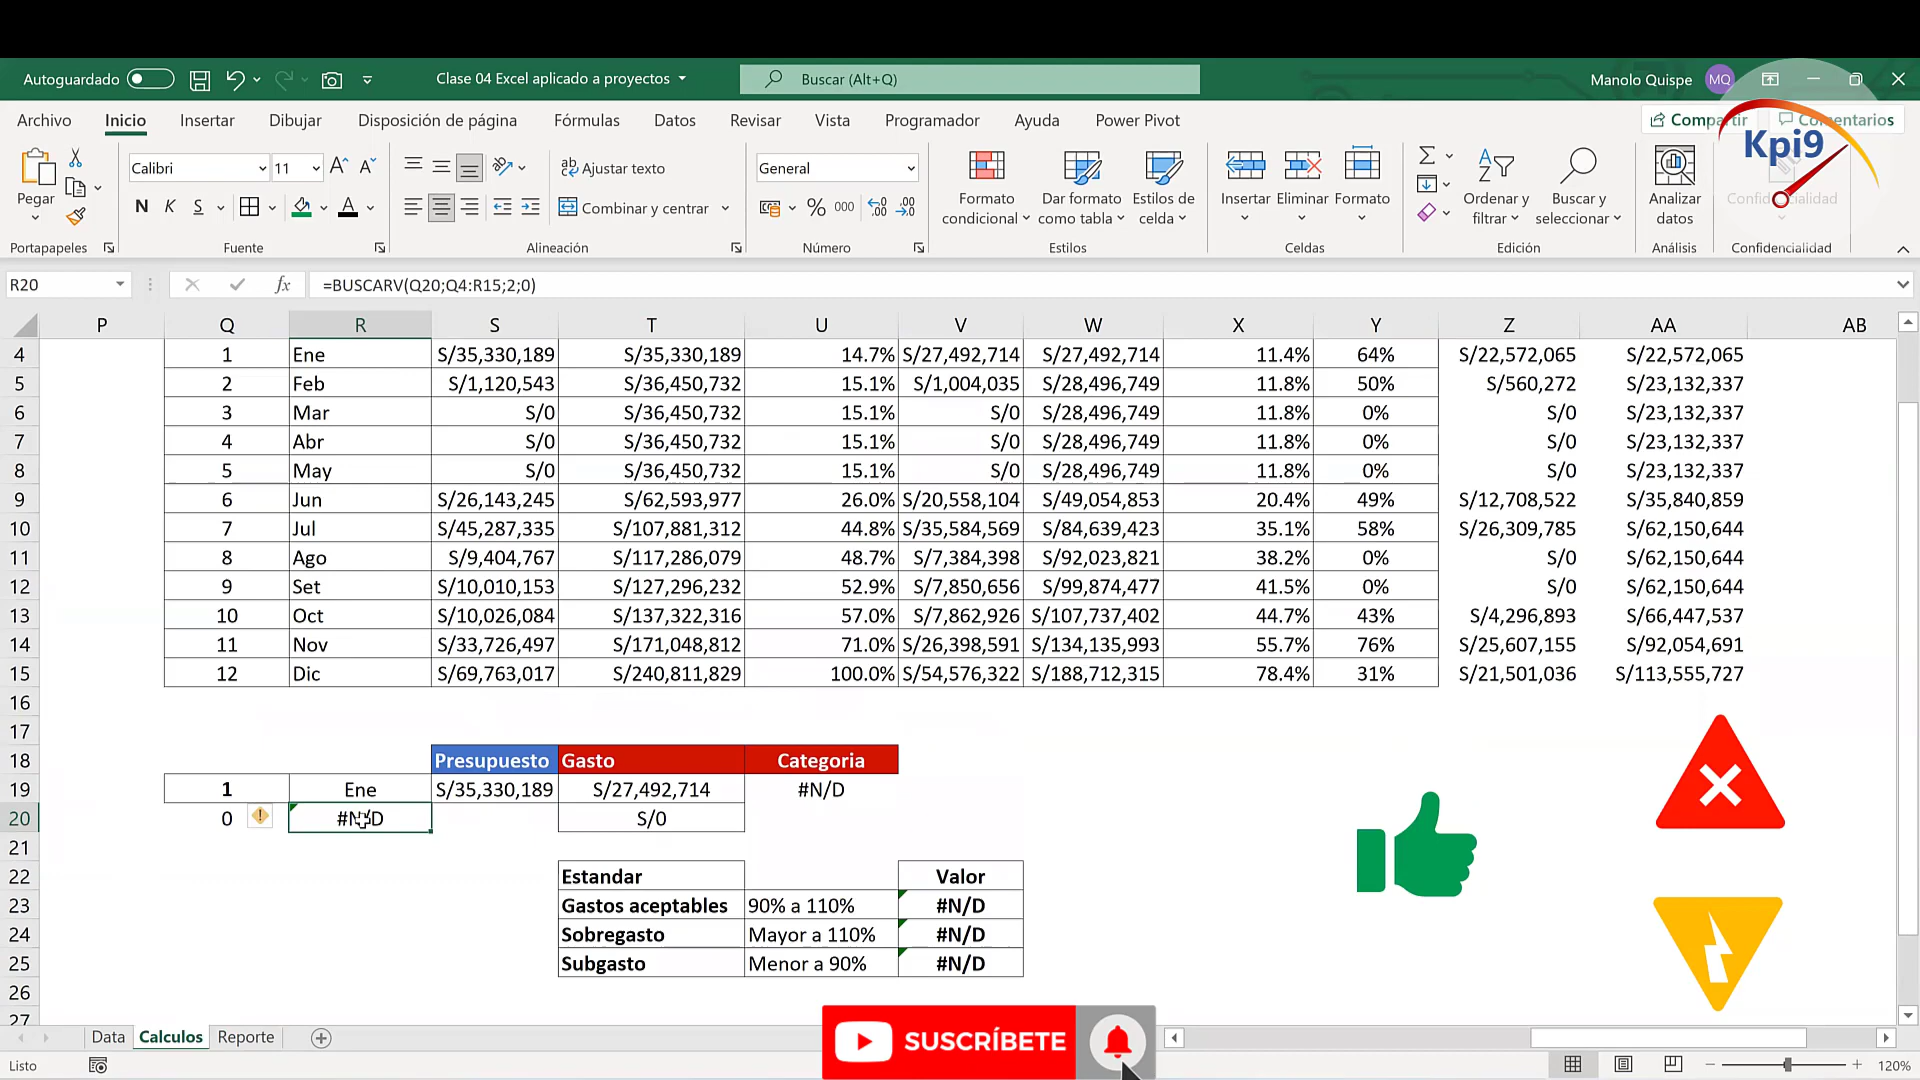 Autoguardado
Clase 04 Excel aplicado a proyectos
Buscar (Alt+Q)
Manolo Quispe MQ
Archivo Inicio Insertar Dibujar Disposición de página Fórmulas Datos Revisar Vista Programador Ayuda Power Pivot
Compartir Comentarios
Kpi9
Pegar
Calibri 11
N K S
Ajustar texto
Combinar y centrar
General
% 000
Formato condicional
Dar formato como tabla
Estilos de celda
Insertar Eliminar Formato
Ordenar y filtrar
Buscar y seleccionar
Analizar datos
Confidencialidad
Portapapeles Fuente Alineación Número Estilos Celdas Edición Análisis Confidencialidad
R20 fx =BUSCARV(Q20;Q4:R15;2;0)
P Q R S T U V W X Y Z AA AB
4 1 Ene S/35,330,189 S/35,330,189 14.7% S/27,492,714 S/27,492,714 11.4% 64% S/22,572,065 S/22,572,065
5 2 Feb S/1,120,543 S/36,450,732 15.1% S/1,004,035 S/28,496,749 11.8% 50% S/560,272 S/23,132,337
6 3 Mar S/0 S/36,450,732 15.1% S/0 S/28,496,749 11.8% 0% S/0 S/23,132,337
7 4 Abr S/0 S/36,450,732 15.1% S/0 S/28,496,749 11.8% 0% S/0 S/23,132,337
8 5 May S/0 S/36,450,732 15.1% S/0 S/28,496,749 11.8% 0% S/0 S/23,132,337
9 6 Jun S/26,143,245 S/62,593,977 26.0% S/20,558,104 S/49,054,853 20.4% 49% S/12,708,522 S/35,840,859
10 7 Jul S/45,287,335 S/107,881,312 44.8% S/35,584,569 S/84,639,423 35.1% 58% S/26,309,785 S/62,150,644
11 8 Ago S/9,404,767 S/117,286,079 48.7% S/7,384,398 S/92,023,821 38.2% 0% S/0 S/62,150,644
12 9 Set S/10,010,153 S/127,296,232 52.9% S/7,850,656 S/99,874,477 41.5% 0% S/0 S/62,150,644
13 10 Oct S/10,026,084 S/137,322,316 57.0% S/7,862,926 S/107,737,402 44.7% 43% S/4,296,893 S/66,447,537
14 11 Nov S/33,726,497 S/171,048,812 71.0% S/26,398,591 S/134,135,993 55.7% 76% S/25,607,155 S/92,054,691
15 12 Dic S/69,763,017 S/240,811,829 100.0% S/54,576,322 S/188,712,315 78.4% 31% S/21,501,036 S/113,555,727
16
17
18 Presupuesto Gasto Categoria
19 1 Ene S/35,330,189 S/27,492,714 #N/D
20 0 #N/D S/0
21
22 Estandar Valor
23 Gastos aceptables 90% a 110% #N/D
24 Sobregasto Mayor a 110% #N/D
25 Subgasto Menor a 90% #N/D
26
27
Data Calculos Reporte
SUSCRÍBETE
Listo
120%